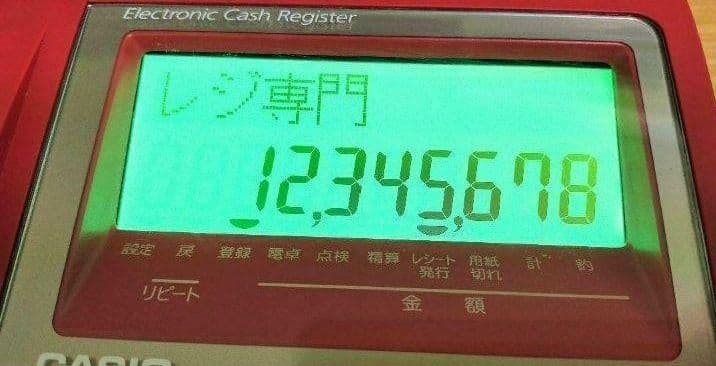 Electronic Cash Register
レジ専門
12,345,678
設定 戻 登録 電卓 点検 精算 レシート発行 用紙切れ 計 釣
リピート 金額
CASIO